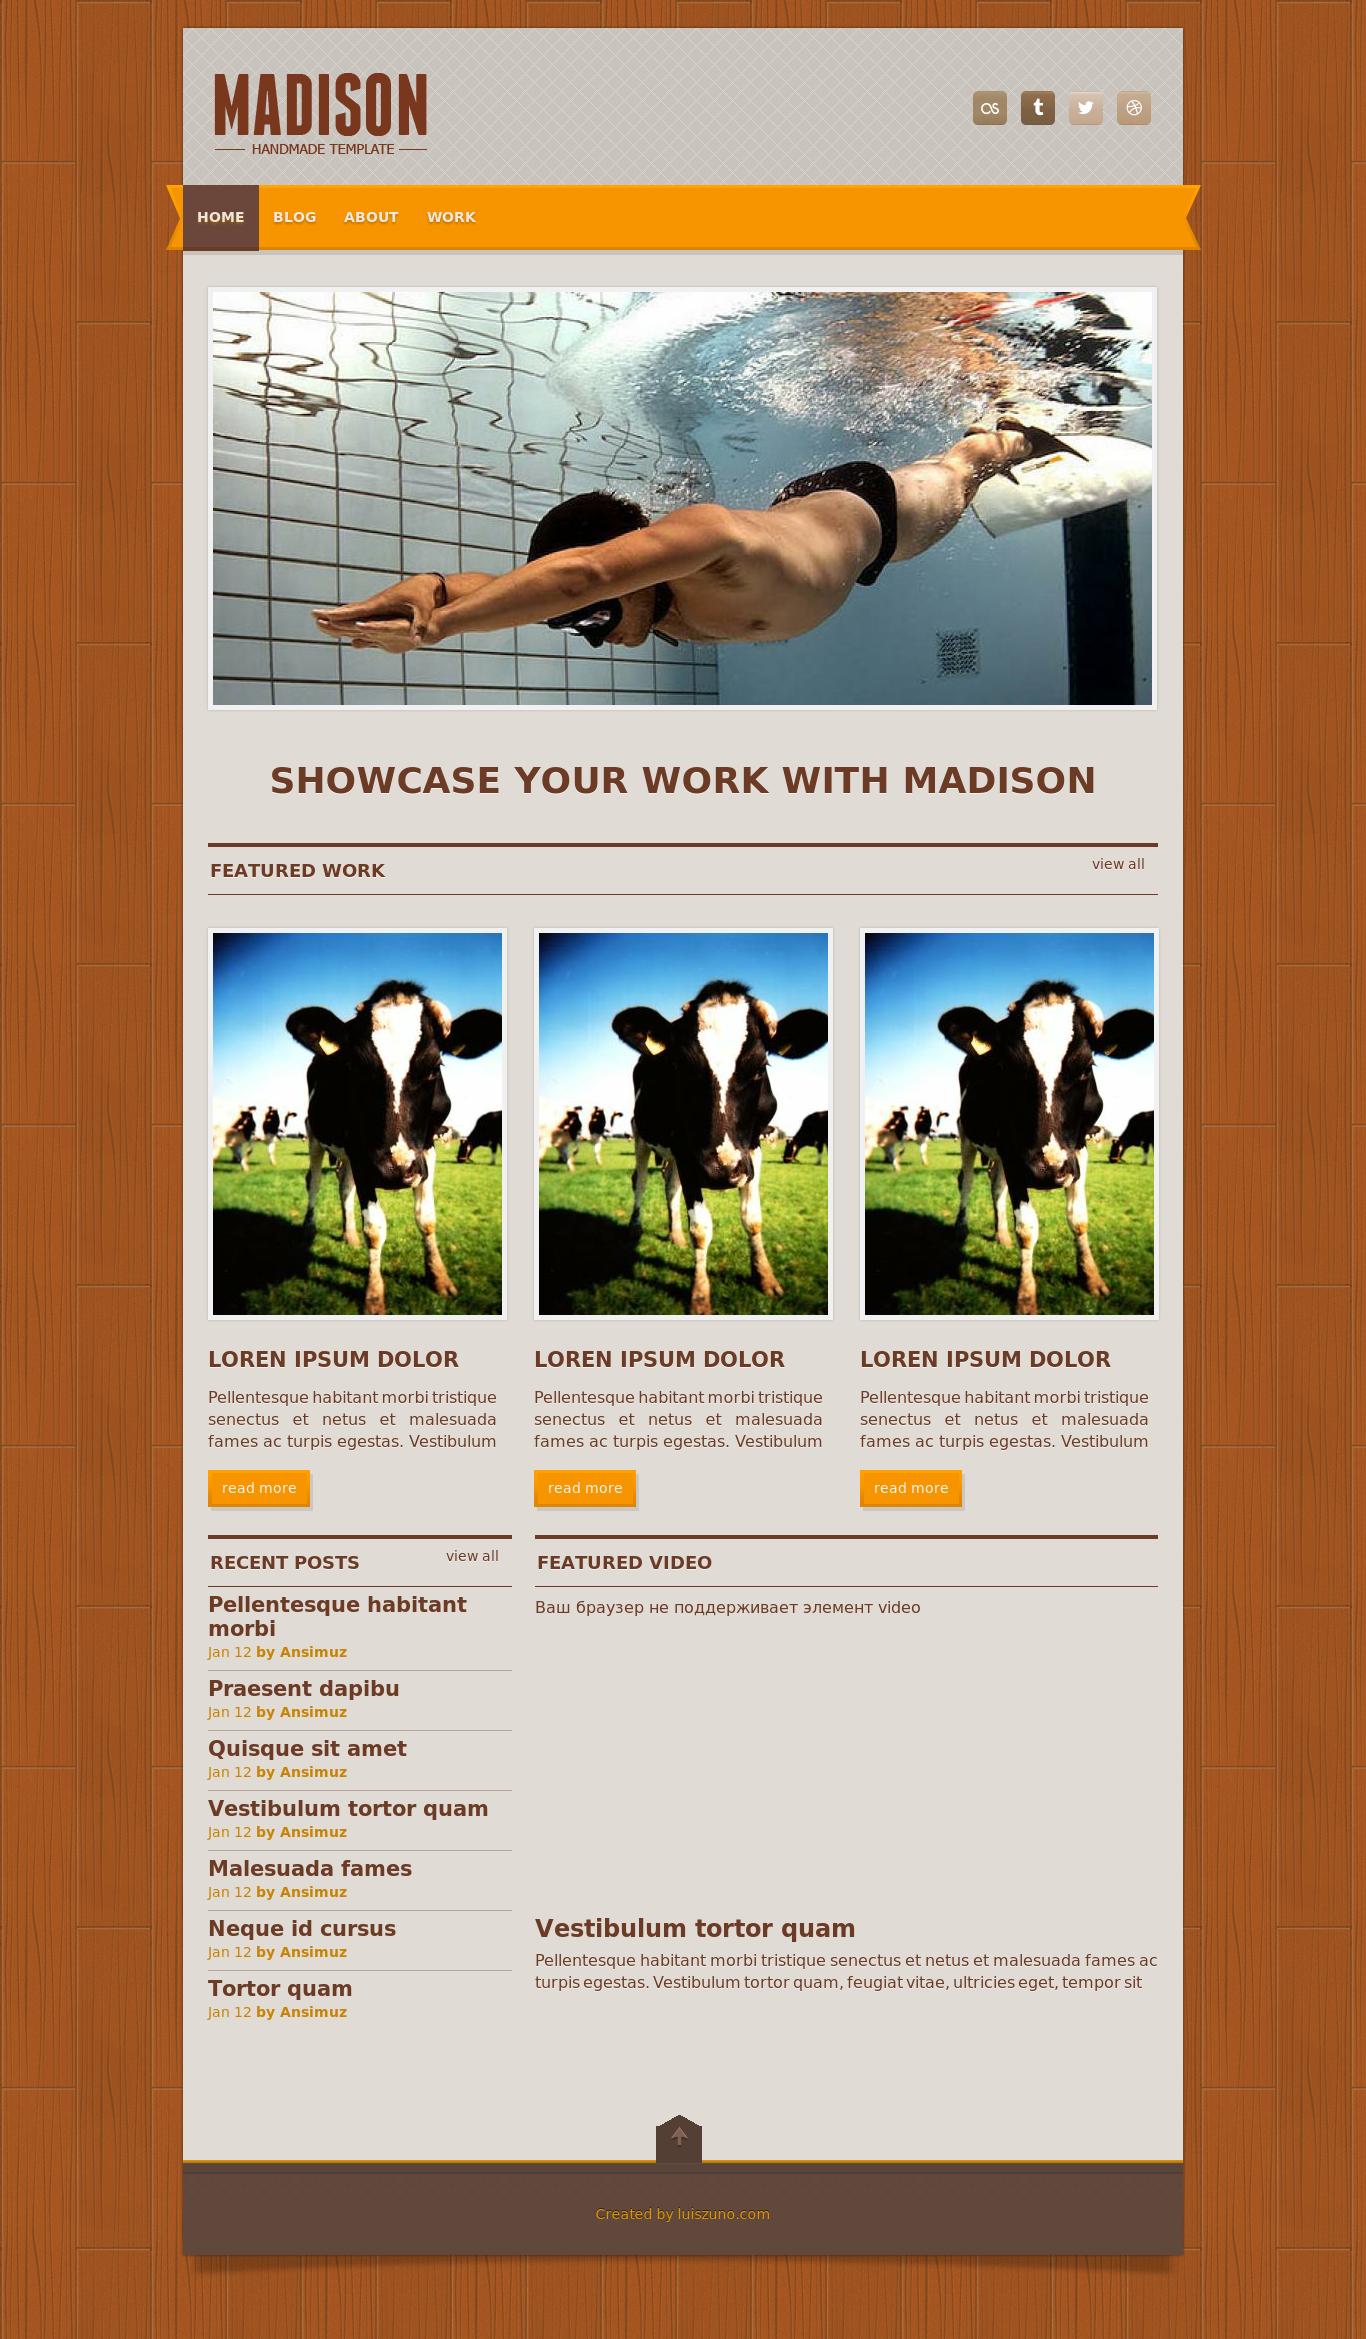 MADISON
HANDMADE TEMPLATE
HOME BLOG ABOUT WORK
SHOWCASE YOUR WORK WITH MADISON
FEATURED WORK
view all
LOREN IPSUM DOLOR
Pellentesque habitant morbi tristique
senectus et netus et malesuada
fames ac turpis egestas. Vestibulum
read more
LOREN IPSUM DOLOR
Pellentesque habitant morbi tristique
senectus et netus et malesuada
fames ac turpis egestas. Vestibulum
read more
LOREN IPSUM DOLOR
Pellentesque habitant morbi tristique
senectus et netus et malesuada
fames ac turpis egestas. Vestibulum
read more
RECENT POSTS
view all
Pellentesque habitant
morbi
Jan 12 by Ansimuz
Praesent dapibu
Jan 12 by Ansimuz
Quisque sit amet
Jan 12 by Ansimuz
Vestibulum tortor quam
Jan 12 by Ansimuz
Malesuada fames
Jan 12 by Ansimuz
Neque id cursus
Jan 12 by Ansimuz
Tortor quam
Jan 12 by Ansimuz
FEATURED VIDEO
Ваш браузер не поддерживает элемент video
Vestibulum tortor quam
Pellentesque habitant morbi tristique senectus et netus et malesuada fames ac
turpis egestas. Vestibulum tortor quam, feugiat vitae, ultricies eget, tempor sit
Created by luiszuno.com